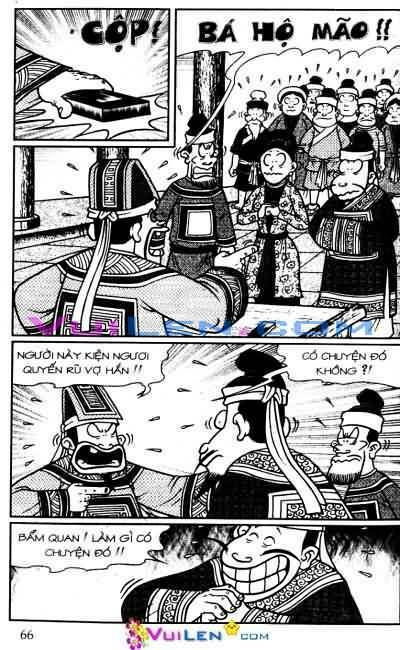 CỘP!
BÁ HỘ MÃO!!
VUILEN.COM
NGƯỜI NÀY KIỆN NGƯƠI
QUYẾN RŨ VỢ HẮN!!
CÓ CHUYỆN ĐÓ
KHÔNG?!
BẨM QUAN! LÀM GÌ CÓ
CHUYỆN ĐÓ!!
66
VUILEN.COM